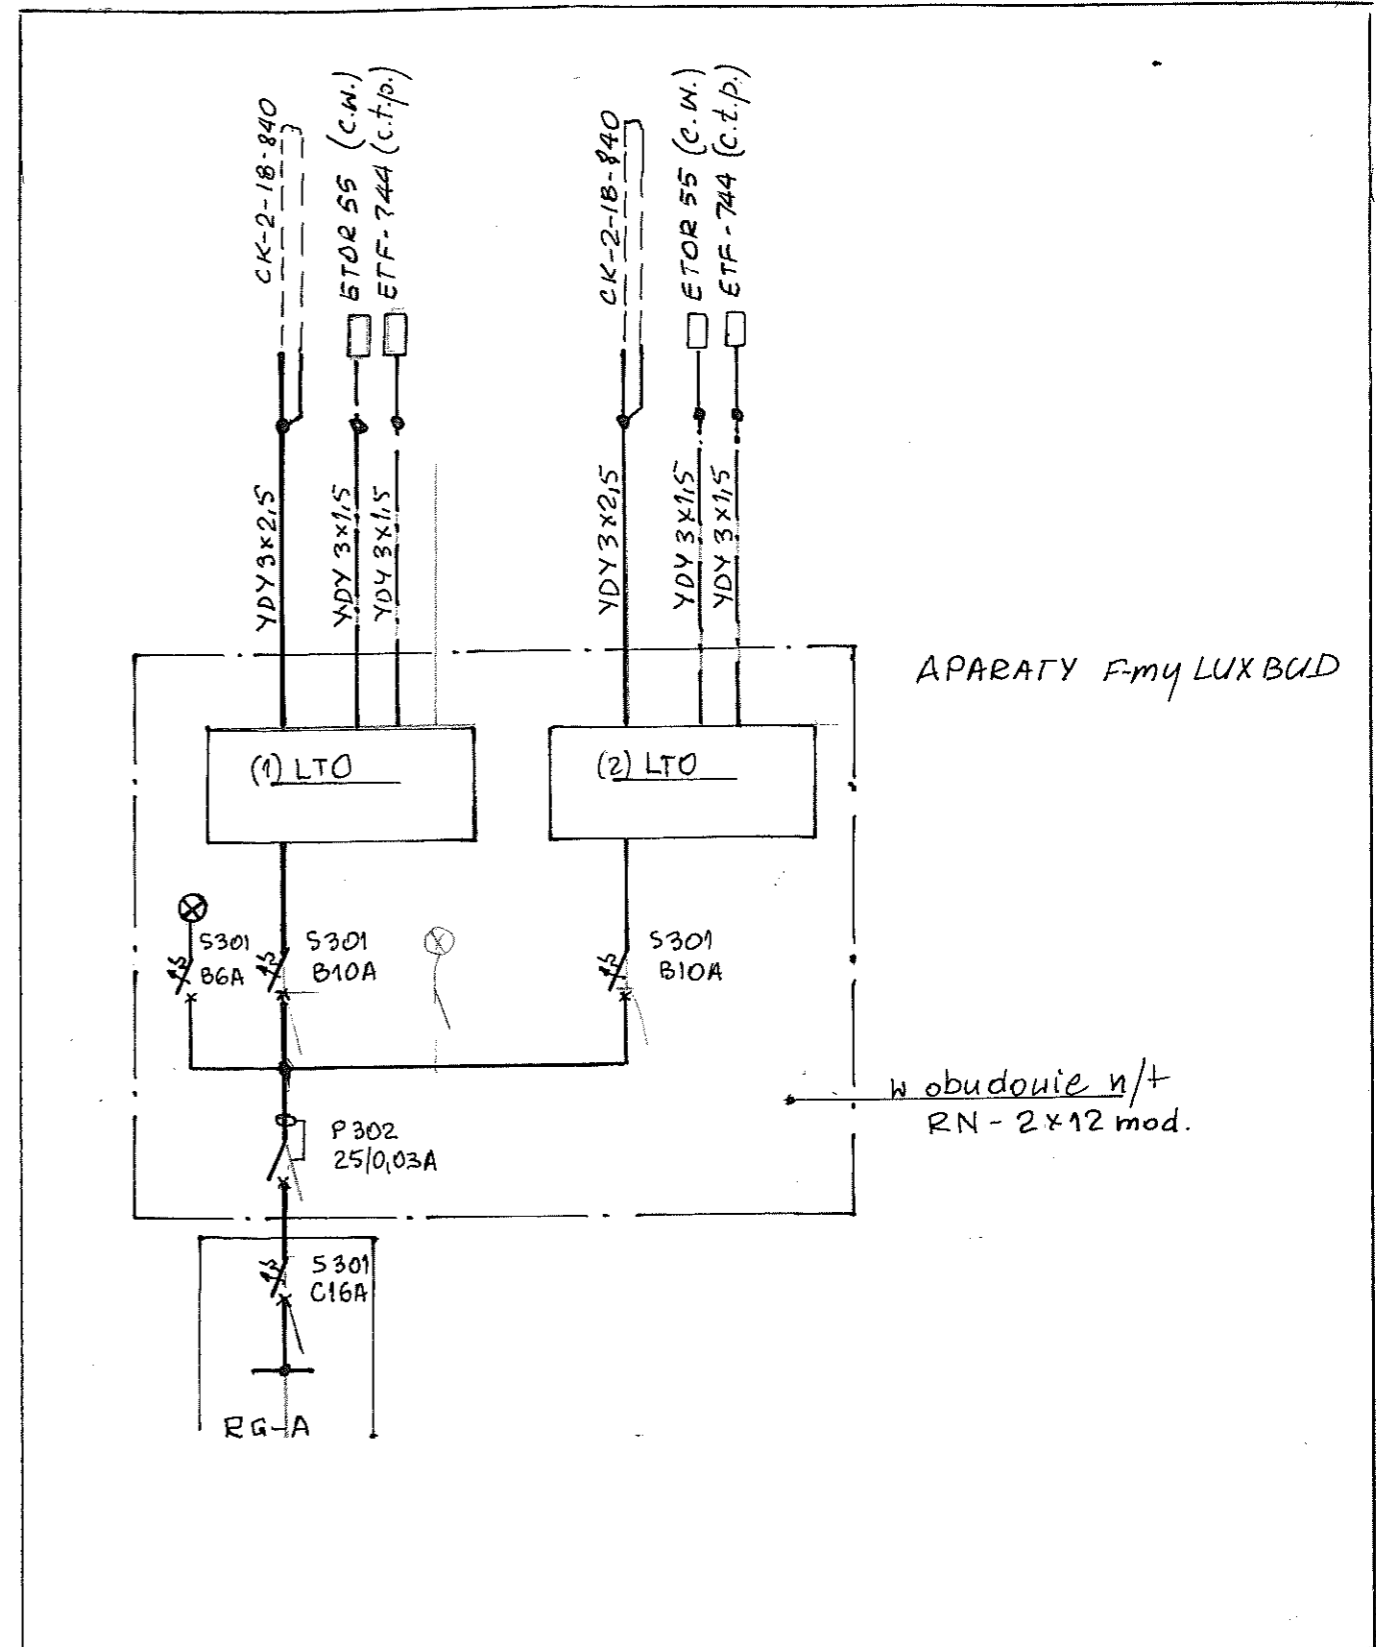 CK-2-18-840
ETOR 55 (c.w.)
ETF-744 (c.t.p.)
CK-2-18-840
ETOR 55 (c.w.)
ETF-744 (c.t.p.)
YDY 3x2,5
YDY 3x1,5
YDY 3x1,5
YDY 3x2,5
YDY 3x1,5
YDY 3x1,5
APARATY F-my LUXBUD
(1) LTO
(2) LTO
S301
B6A
S301
B10A
S301
B10A
w obudowie n/t
RN - 2x12 mod.
P302
25/0,03A
S301
C16A
RG-A